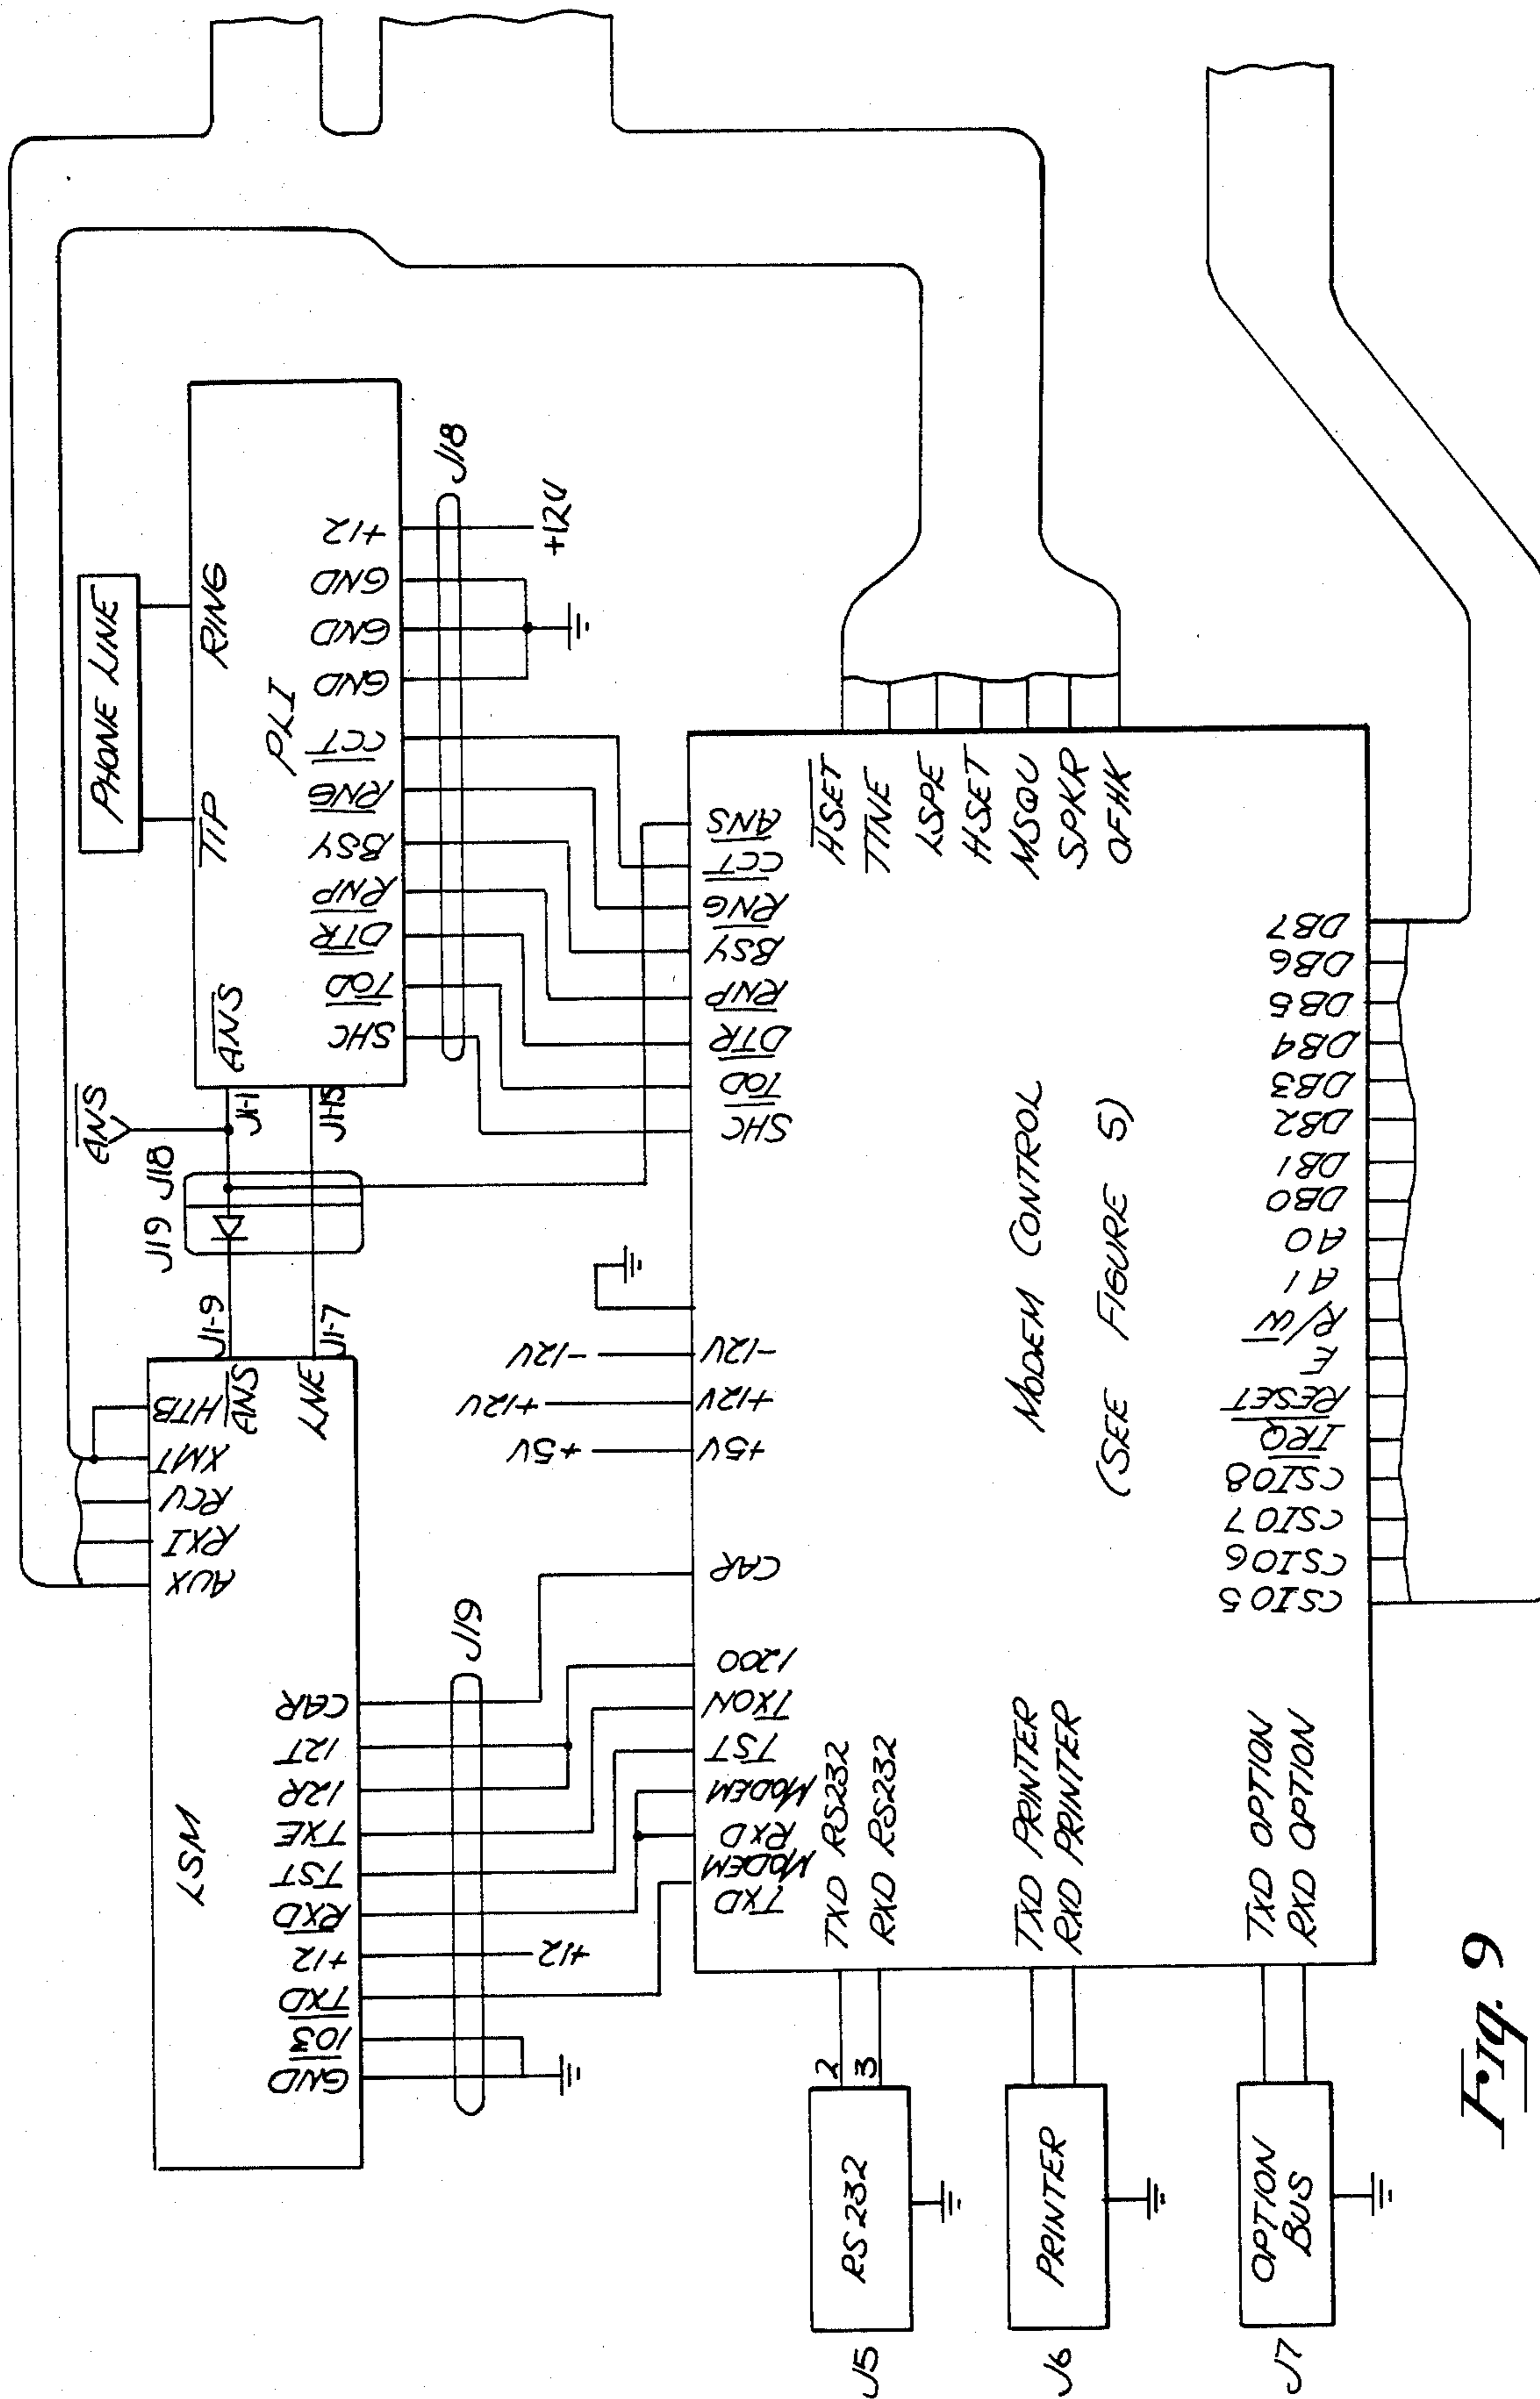 PHONE LINE
TIP
RING
PLI
ANS
SHC
TOD
DTR
RNP
BSY
RNG
CCT
GND
GND
GND
+12
J18
+12V
ANS
J1-1
J1-15
J19 J18
J1-9
J1-7
LSM
AUX
RXI
RCV
XMT
HTB
ANS
LNE
GND
103
TXD
+12
RXD
TST
TXE
12R
12T
CAR
J19
+12
+5V
+12V
-12V
TXD MODEM
RXD MODEM
TST
TXON
1200
CAR
+5V
+12V
-12V
SHC
TOD
DTR
RNP
BSY
RNG
CCT
ANS
HSET
TNE
LSPE
HSET
MSQU
SPKR
OFHK
MODEM CONTROL
(SEE FIGURE 5)
TXD RS232
RXD RS232
TXD PRINTER
RXD PRINTER
TXD OPTION
RXD OPTION
CSIO5
CSIO6
CSIO7
CSIO8
IRQ
RESET
E
R/W
A1
A0
DB0
DB1
DB2
DB3
DB4
DB5
DB6
DB7
2
3
J5
RS232
J6
PRINTER
J7
OPTION
BUS
Fig. 9